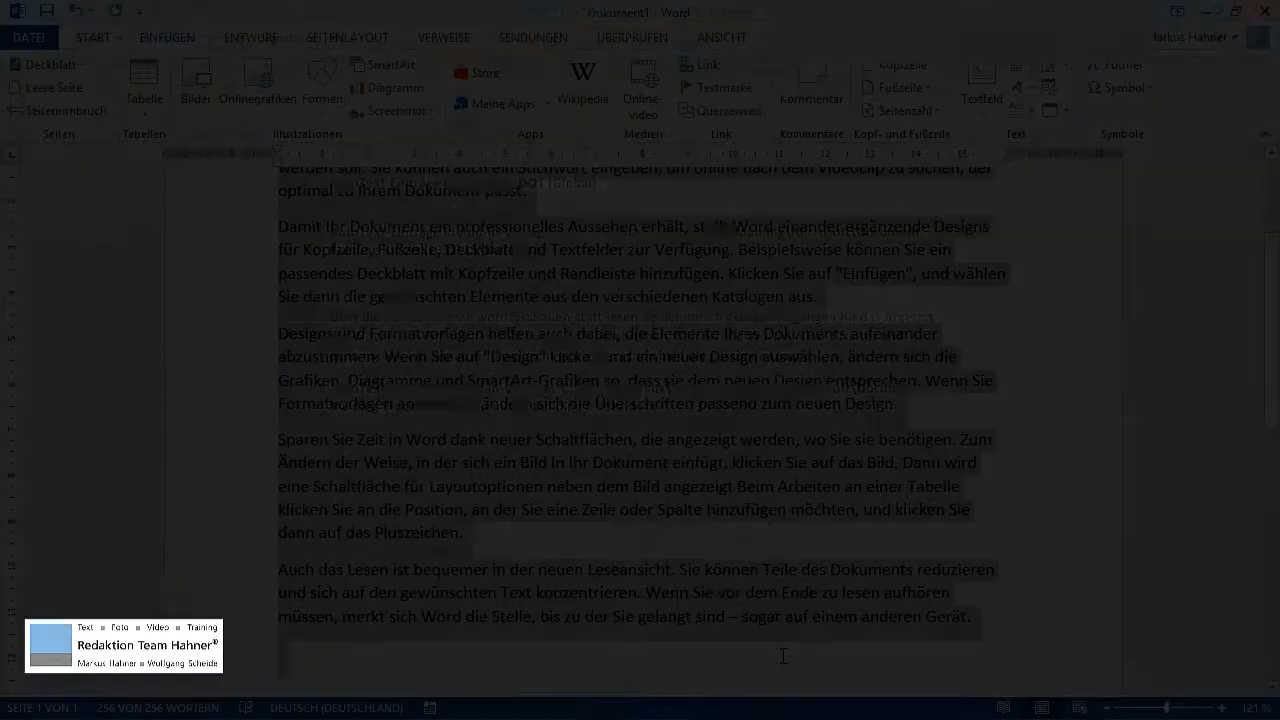 Dokument1 - Word
DATEI START EINFÜGEN ENTWURF SEITENLAYOUT VERWEISE SENDUNGEN ÜBERPRÜFEN ANSICHT
Markus Hahner
Deckblatt
Leere Seite
Seitenumbruch
Tabelle
Bilder
Onlinegrafiken
Formen
SmartArt
Diagramm
Screenshot
Store
Meine Apps
Wikipedia
Online-
video
Link
Textmarke
Querverweis
Kommentar
Kopfzeile
Fußzeile
Seitenzahl
Textfeld
Formel
Symbol
Seiten Tabellen Illustrationen Apps Medien Link Kommentare Kopf- und Fußzeile Text Symbole
werden soll. Sie können auch ein Stichwort eingeben, um online nach dem Videoclip zu suchen, der
optimal zu Ihrem Dokument passt.
Damit Ihr Dokument ein professionelles Aussehen erhält, stellt Word einander ergänzende Designs
für Kopfzeile, Fußzeile, Deckblatt und Textfelder zur Verfügung. Beispielsweise können Sie ein
passendes Deckblatt mit Kopfzeile und Randleiste hinzufügen. Klicken Sie auf "Einfügen", und wählen
Sie dann die gewünschten Elemente aus den verschiedenen Katalogen aus.
Designs und Formatvorlagen helfen auch dabei, die Elemente Ihres Dokuments aufeinander
abzustimmen. Wenn Sie auf "Design" klicken und ein neues Design auswählen, ändern sich die
Grafiken, Diagramme und SmartArt-Grafiken so, dass sie dem neuen Design entsprechen. Wenn Sie
Formatvorlagen ändern sich die Überschriften passend zum neuen Design.
Sparen Sie Zeit in Word dank neuer Schaltflächen, die angezeigt werden, wo Sie sie benötigen. Zum
Ändern der Weise, in der sich ein Bild in Ihr Dokument einfügt, klicken Sie auf das Bild. Dann wird
eine Schaltfläche für Layoutoptionen neben dem Bild angezeigt Beim Arbeiten an einer Tabelle
klicken Sie an die Position, an der Sie eine Zeile oder Spalte hinzufügen möchten, und klicken Sie
dann auf das Pluszeichen.
Auch das Lesen ist bequemer in der neuen Leseansicht. Sie können Teile des Dokuments reduzieren
und sich auf den gewünschten Text konzentrieren. Wenn Sie vor dem Ende zu lesen aufhören
müssen, merkt sich Word die Stelle, bis zu der Sie gelangt sind – sogar auf einem anderen Gerät.
Text ■ Foto ■ Video ■ Training
Redaktion Team Hahner®
Markus Hahner ■ Wolfgang Scheide
SEITE 1 VON 1 256 VON 256 WÖRTERN DEUTSCH (DEUTSCHLAND) 121 %